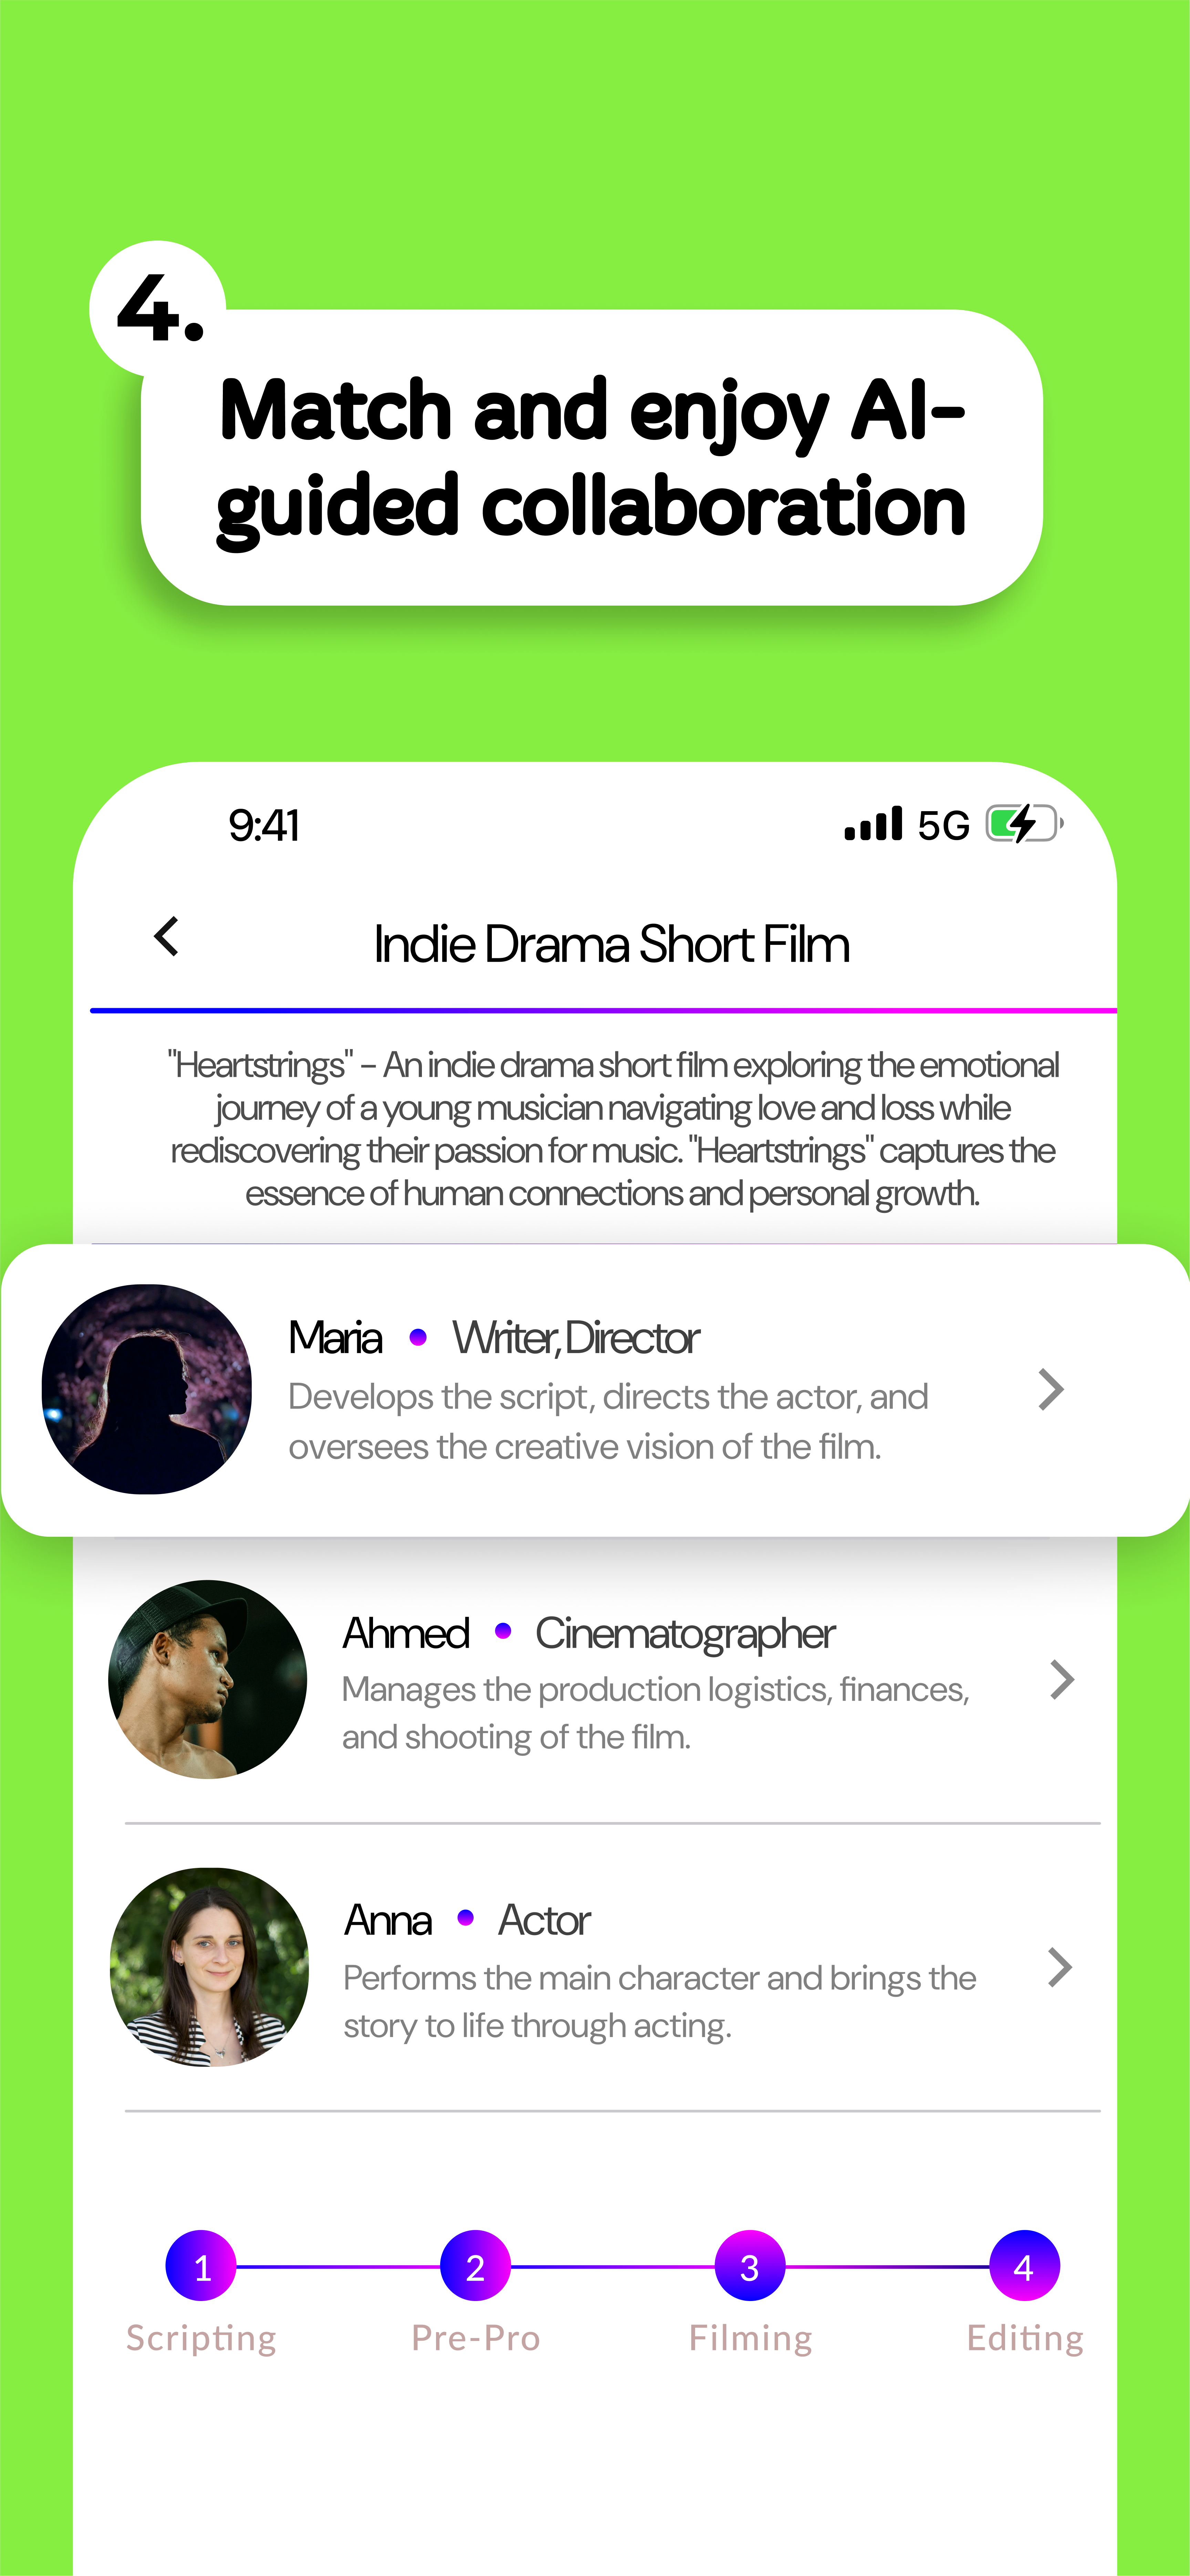 4.
Match and enjoy AI-
guided collaboration
9:41
5G
Indie Drama Short Film
"Heartstrings" – An indie drama short film exploring the emotional
journey of a young musician navigating love and loss while
rediscovering their passion for music. "Heartstrings" captures the
essence of human connections and personal growth.
Maria • Writer, Director
Develops the script, directs the actor, and
oversees the creative vision of the film.
Ahmed • Cinematographer
Manages the production logistics, finances,
and shooting of the film.
Anna • Actor
Performs the main character and brings the
story to life through acting.
1 2 3 4
Scripting Pre-Pro Filming Editing